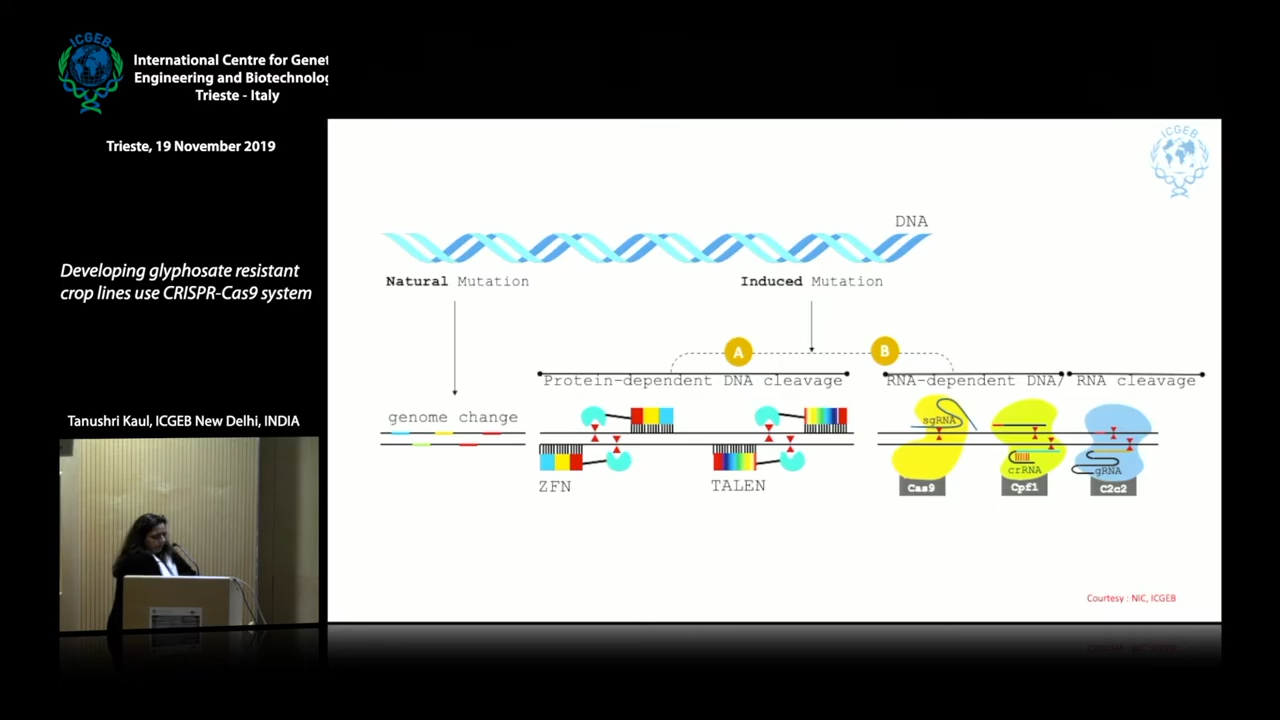 ICGEB
International Centre for Genet
Engineering and Biotechnolog
Trieste - Italy
Trieste, 19 November 2019
Developing glyphosate resistant
crop lines use CRISPR-Cas9 system
Tanushri Kaul, ICGEB New Delhi, INDIA
ICGEB
DNA
Natural Mutation
Induced Mutation
A
B
Protein-dependent DNA cleavage
RNA-dependent DNA/ RNA cleavage
genome change
sgRNA
crRNA
gRNA
ZFN
TALEN
Cas9
Cpf1
C2c2
Courtesy : NIC, ICGEB